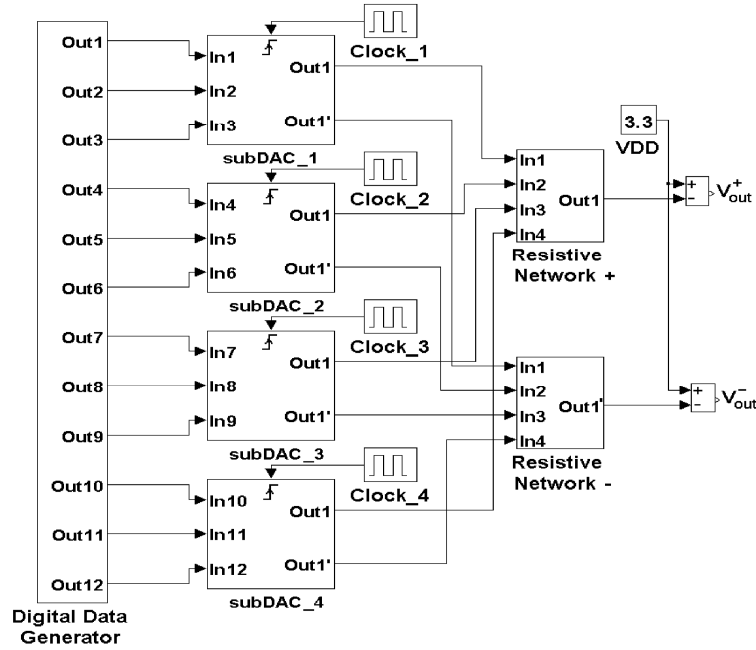 Out1
Out2
Out3
Out4
Out5
Out6
Out7
Out8
Out9
Out10
Out11
Out12
Digital Data
Generator
In1
In2
In3
Out1
Out1'
subDAC_1
Clock_1
In4
In5
In6
Out1
Out1'
subDAC_2
Clock_2
In7
In8
In9
Out1
Out1'
subDAC_3
Clock_3
In10
In11
In12
Out1
Out1'
subDAC_4
Clock_4
In1
In2
In3
In4
Out1
Resistive
Network +
In1
In2
In3
In4
Out1'
Resistive
Network -
3.3
VDD
+
−
V⁺out
+
−
V⁻out